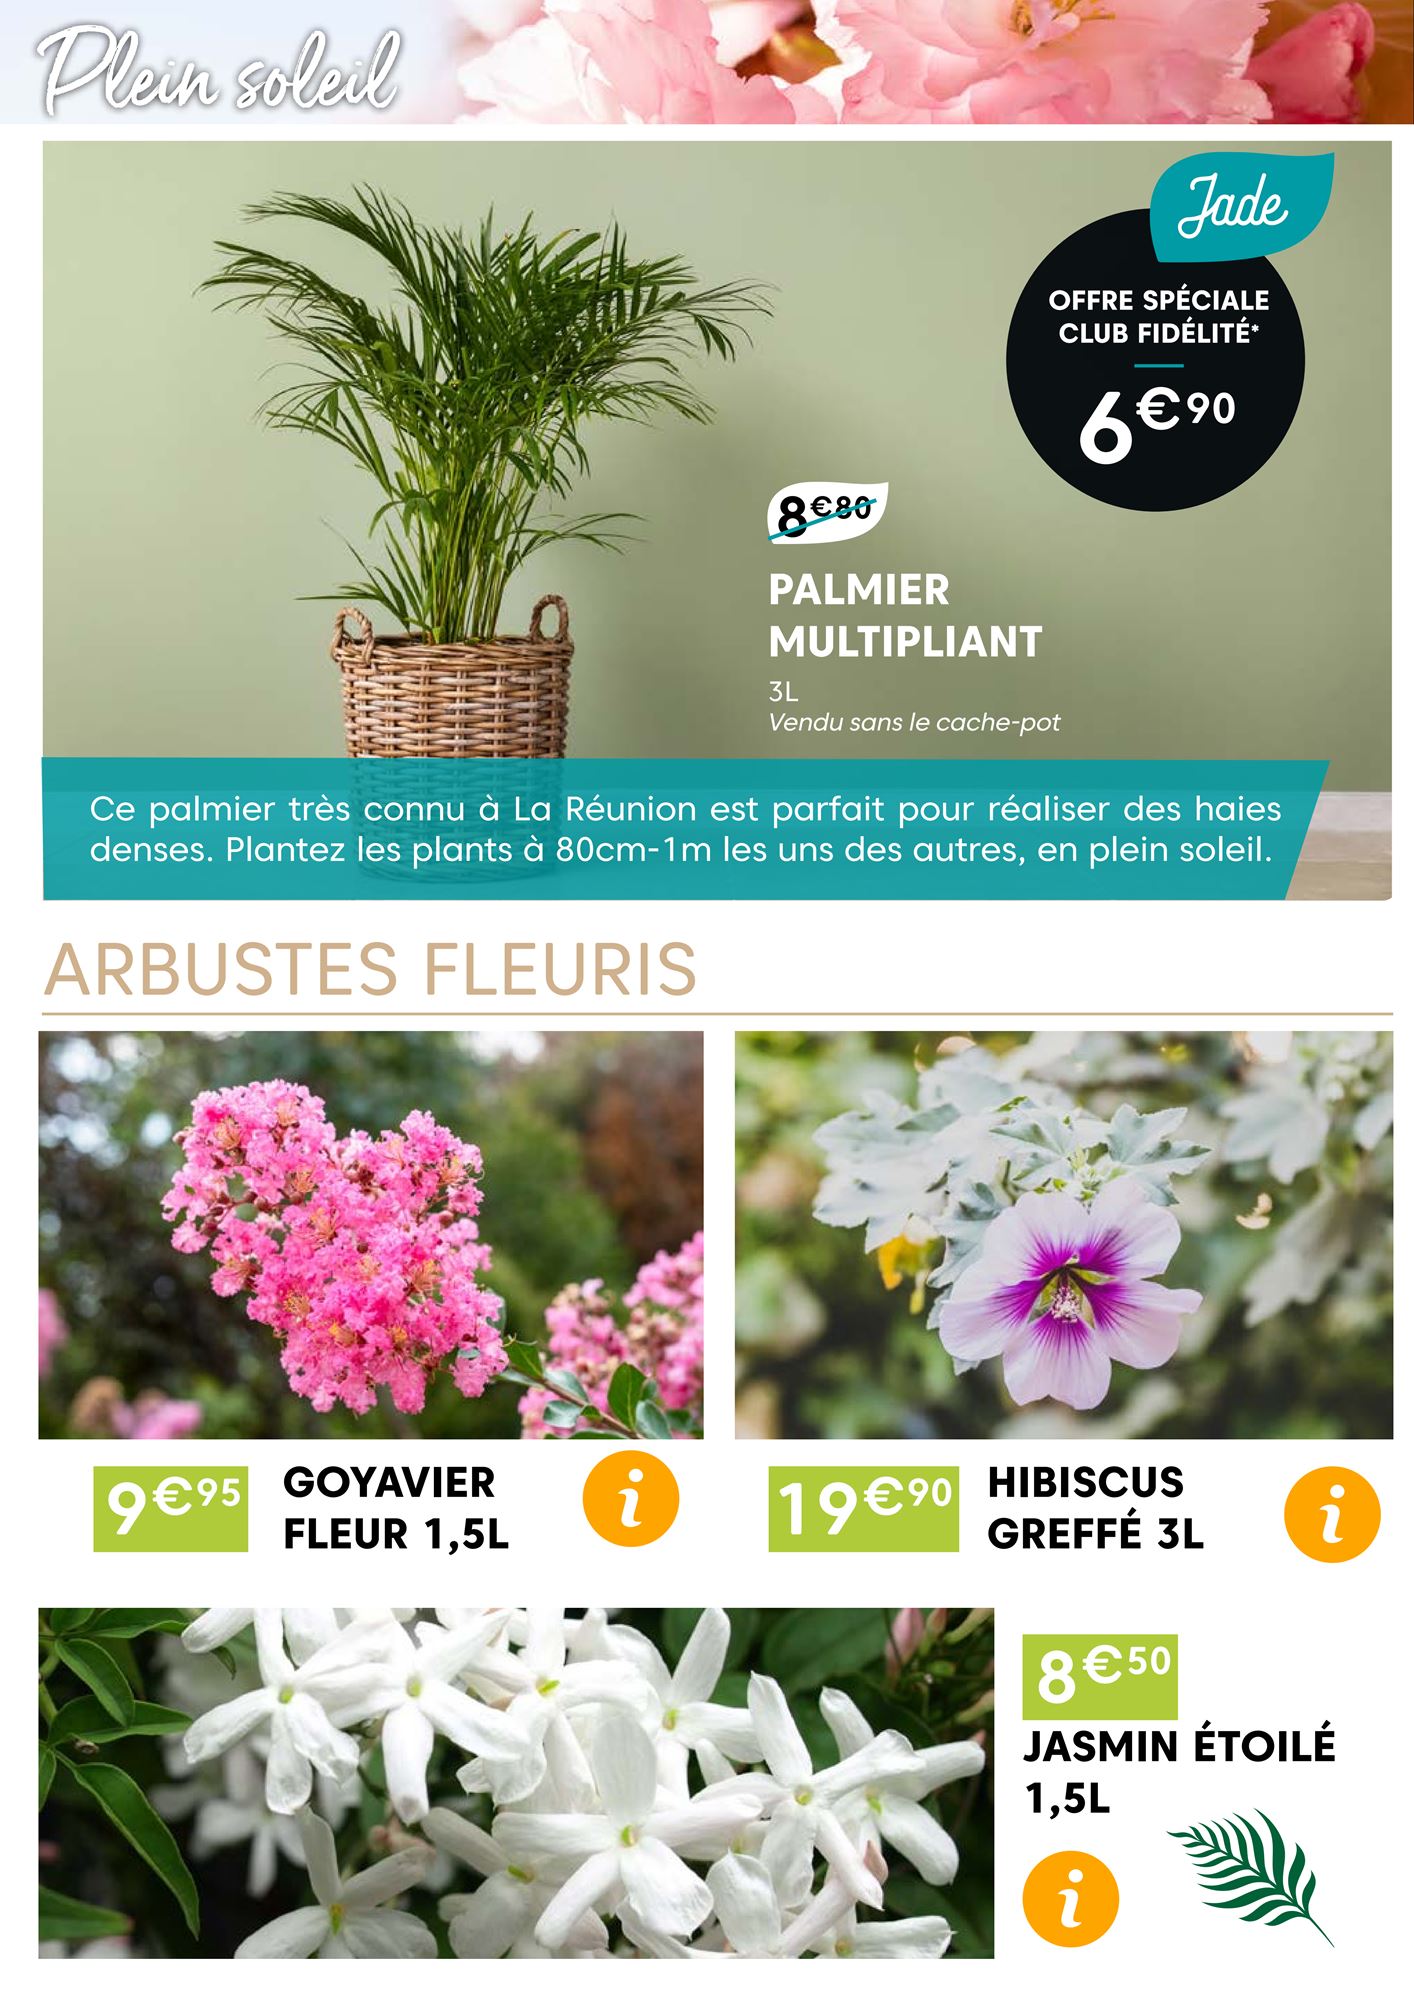 Plein soleil
Jade
OFFRE SPÉCIALE
CLUB FIDÉLITÉ*
6€90
8€80
PALMIER
MULTIPLIANT
3L
Vendu sans le cache-pot
Ce palmier très connu à La Réunion est parfait pour réaliser des haies
denses. Plantez les plants à 80cm-1m les uns des autres, en plein soleil.
ARBUSTES FLEURIS
9€95
GOYAVIER
FLEUR 1,5L
i
19€90
HIBISCUS
GREFFÉ 3L
i
8€50
JASMIN ÉTOILÉ
1,5L
i